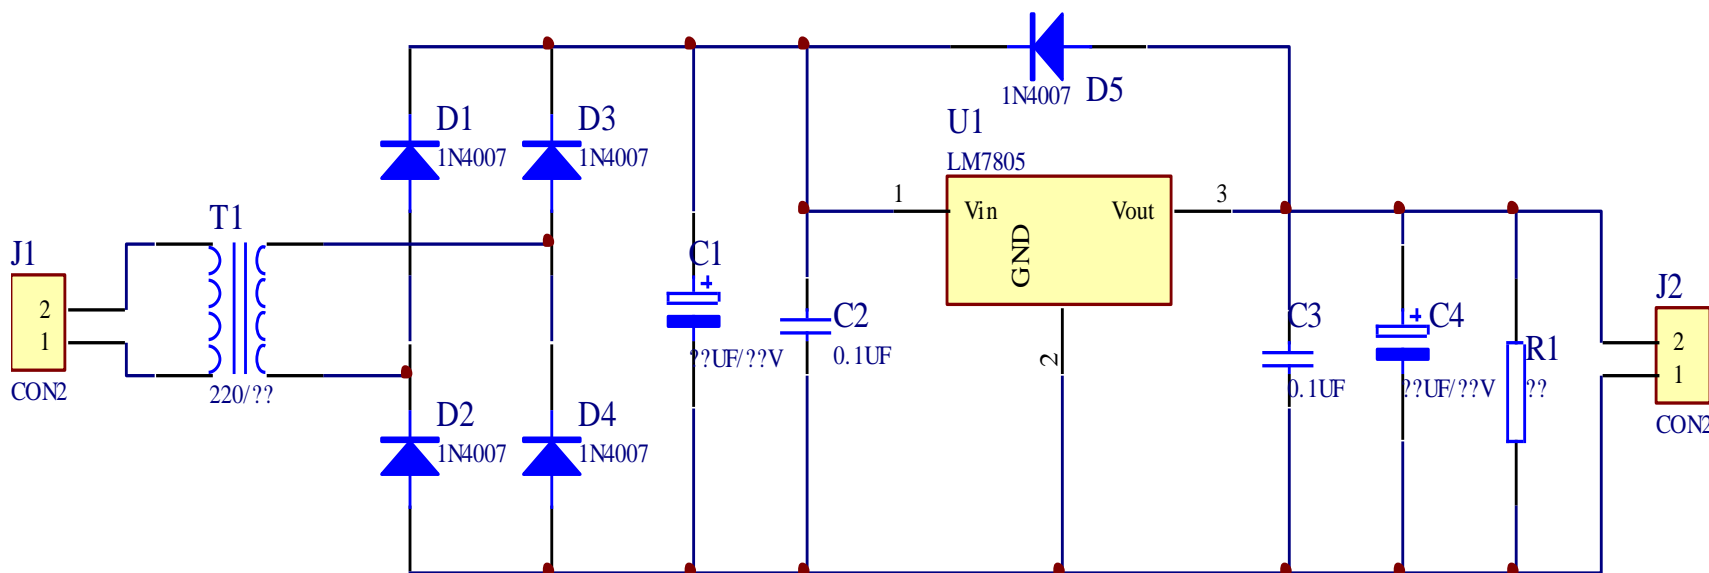 D5
1N4007
U1
LM7805
1
Vin
Vout
3
GND
2
D1
1N4007
D3
1N4007
T1
220/??
J1
2
1
CON2
D2
1N4007
D4
1N4007
C1
+
??UF/??V
C2
0.1UF
C3
0.1UF
+
C4
??UF/??V
R1
??
J2
2
1
CON2